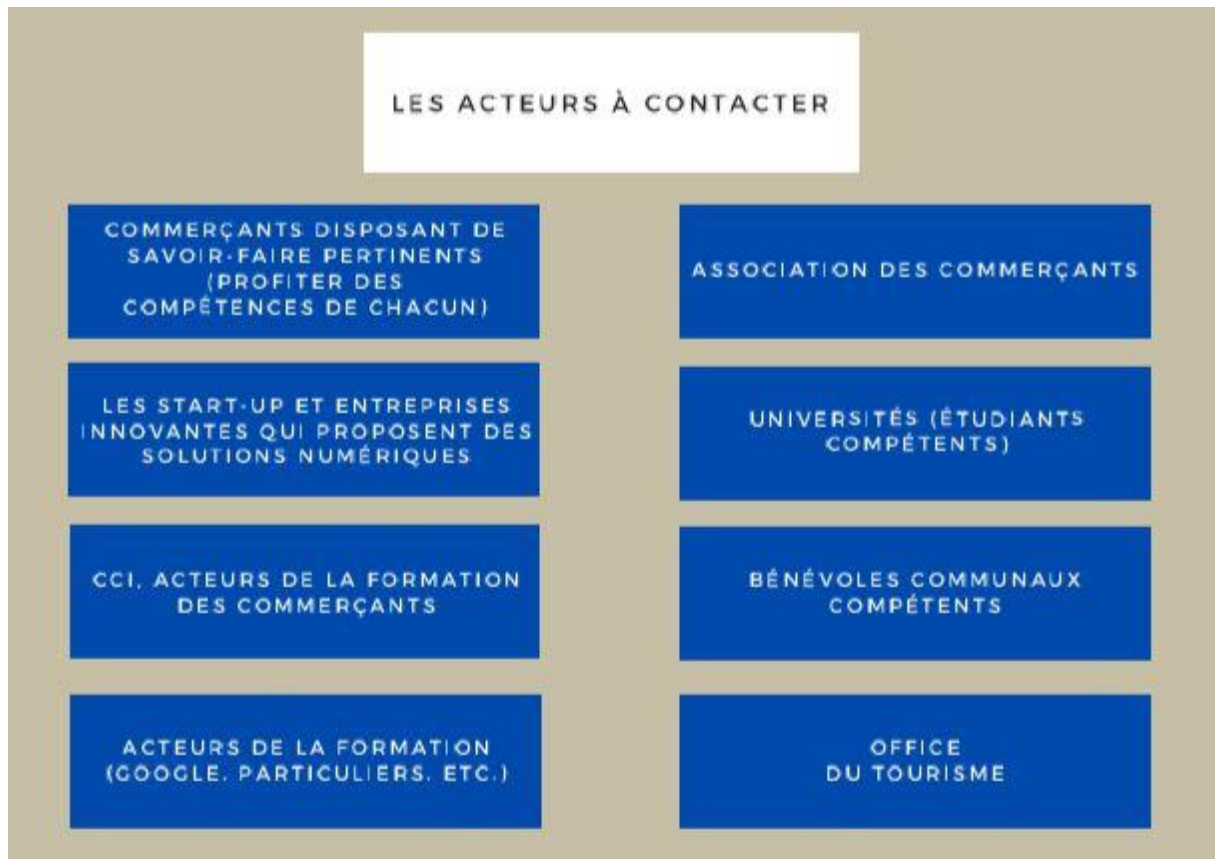 LES ACTEURS À CONTACTER
COMMERÇANTS DISPOSANT DE
SAVOIR-FAIRE PERTINENTS
(PROFITER DES
COMPÉTENCES DE CHACUN)
ASSOCIATION DES COMMERÇANTS
LES START-UP ET ENTREPRISES
INNOVANTES QUI PROPOSENT DES
SOLUTIONS NUMÉRIQUES
UNIVERSITÉS (ÉTUDIANTS
COMPÉTENTS)
CCI, ACTEURS DE LA FORMATION
DES COMMERÇANTS
BÉNÉVOLES COMMUNAUX
COMPÉTENTS
ACTEURS DE LA FORMATION
(GOOGLE, PARTICULIERS, ETC.)
OFFICE
DU TOURISME